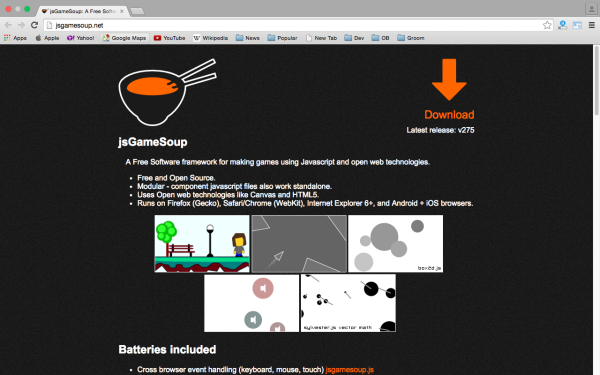 jsGameSoup: A Free Softw
jsgamesoup.net
Apps Apple Yahoo! Google Maps YouTube Wikipedia News Popular New Tab Dev OB Groom
Download
Latest release: v275
jsGameSoup
A Free Software framework for making games using Javascript and open web technologies.
• Free and Open Source.
• Modular - component javascript files also work standalone.
• Uses Open web technologies like Canvas and HTML5.
• Runs on Firefox (Gecko), Safari/Chrome (WebKit), Internet Explorer 6+, and Android + iOS browsers.
box2d.js
sylvester.js vector math
Batteries included
• Cross browser event handling (keyboard, mouse, touch) jsgamesoup.js